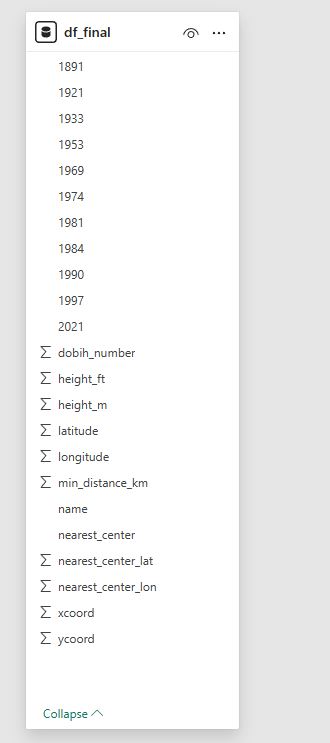 df_final
1891
1921
1933
1953
1969
1974
1981
1984
1990
1997
2021
dobih_number
height_ft
height_m
latitude
longitude
min_distance_km
name
nearest_center
nearest_center_lat
nearest_center_lon
xcoord
ycoord
Collapse